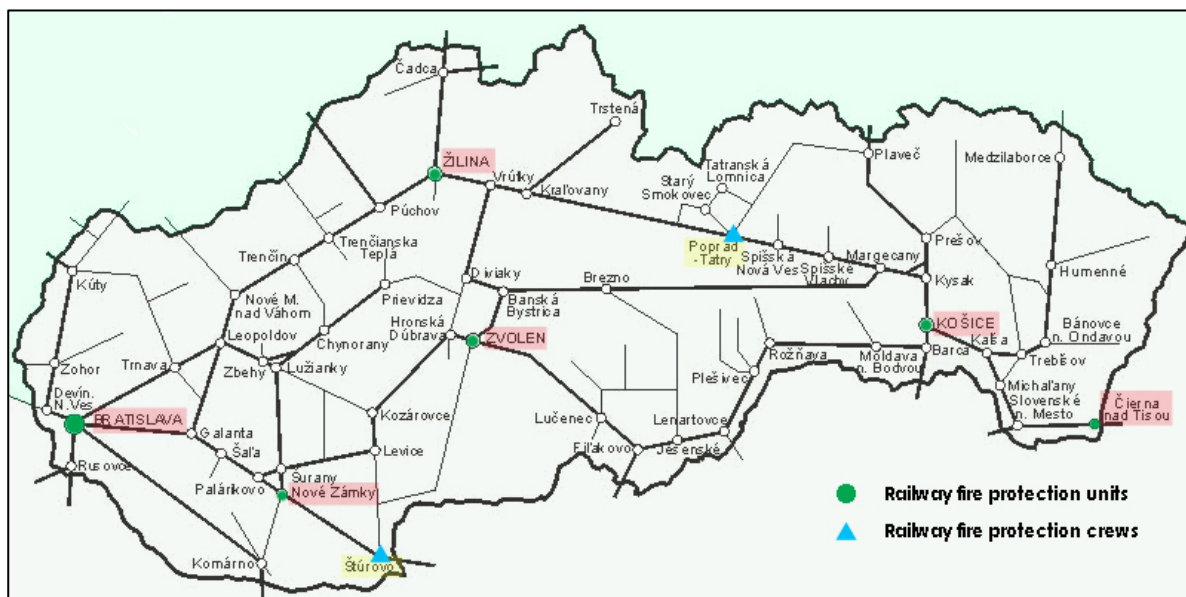 Čadca
Trstená
ŽILINA
Vrútky
Kraľovany
Púchov
Trenčianska
Teplá
Trenčín
Nové M.
nad Váhom
Prievidza
Diviaky
Banská
Bystrica
Brezno
Starý
Smokovec
Tatranská
Lomnica
Poprad
-Tatry
Spišská
Nová Ves
Spišské
Vlachy
Margecany
Plaveč
Prešov
Kysak
Medzilaborce
Humenné
Kúty
Zohor
Devín.
N.Ves
BRATISLAVA
Rusovce
Trnava
Leopoldov
Zbehy
Lužianky
Chynorany
Hronská
Dúbrava
ZVOLEN
Kozárovce
Levice
Galanta
Šaľa
Palárikovo
Šurany
Nové Zámky
Komárno
Štúrovo
Lučenec
Fiľakovo
Jesenské
Lenartovce
Plešivec
Rožňava
Moldava
n. Bodvou
Barca
KOŠICE
Kalša
Trebišov
Bánovce
n. Ondavou
Michaľany
Slovenské
n. Mesto
Čierna
nad Tisou
Railway fire protection units
Railway fire protection crews